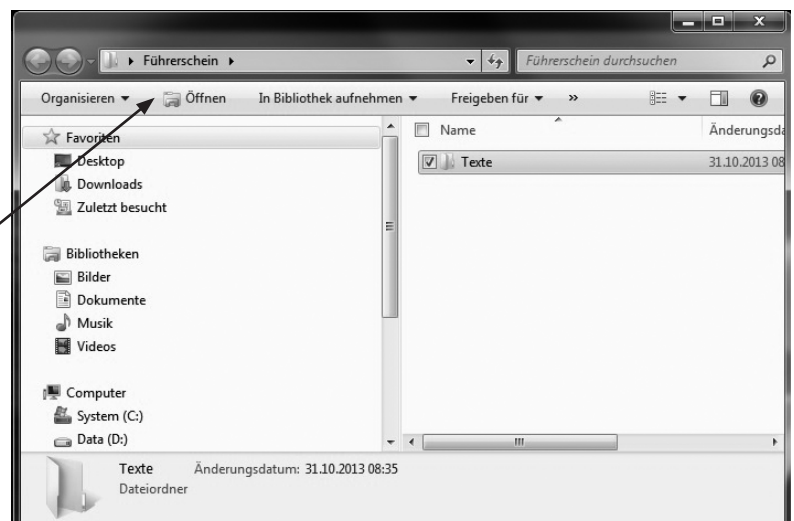 Führerschein
Führerschein durchsuchen
Organisieren Öffnen In Bibliothek aufnehmen Freigeben für »
Favoriten
Desktop
Downloads
Zuletzt besucht
Bibliotheken
Bilder
Dokumente
Musik
Videos
Computer
System (C:)
Data (D:)
Name Änderungsda
Texte 31.10.2013 08
Texte Änderungsdatum: 31.10.2013 08:35
Dateiordner